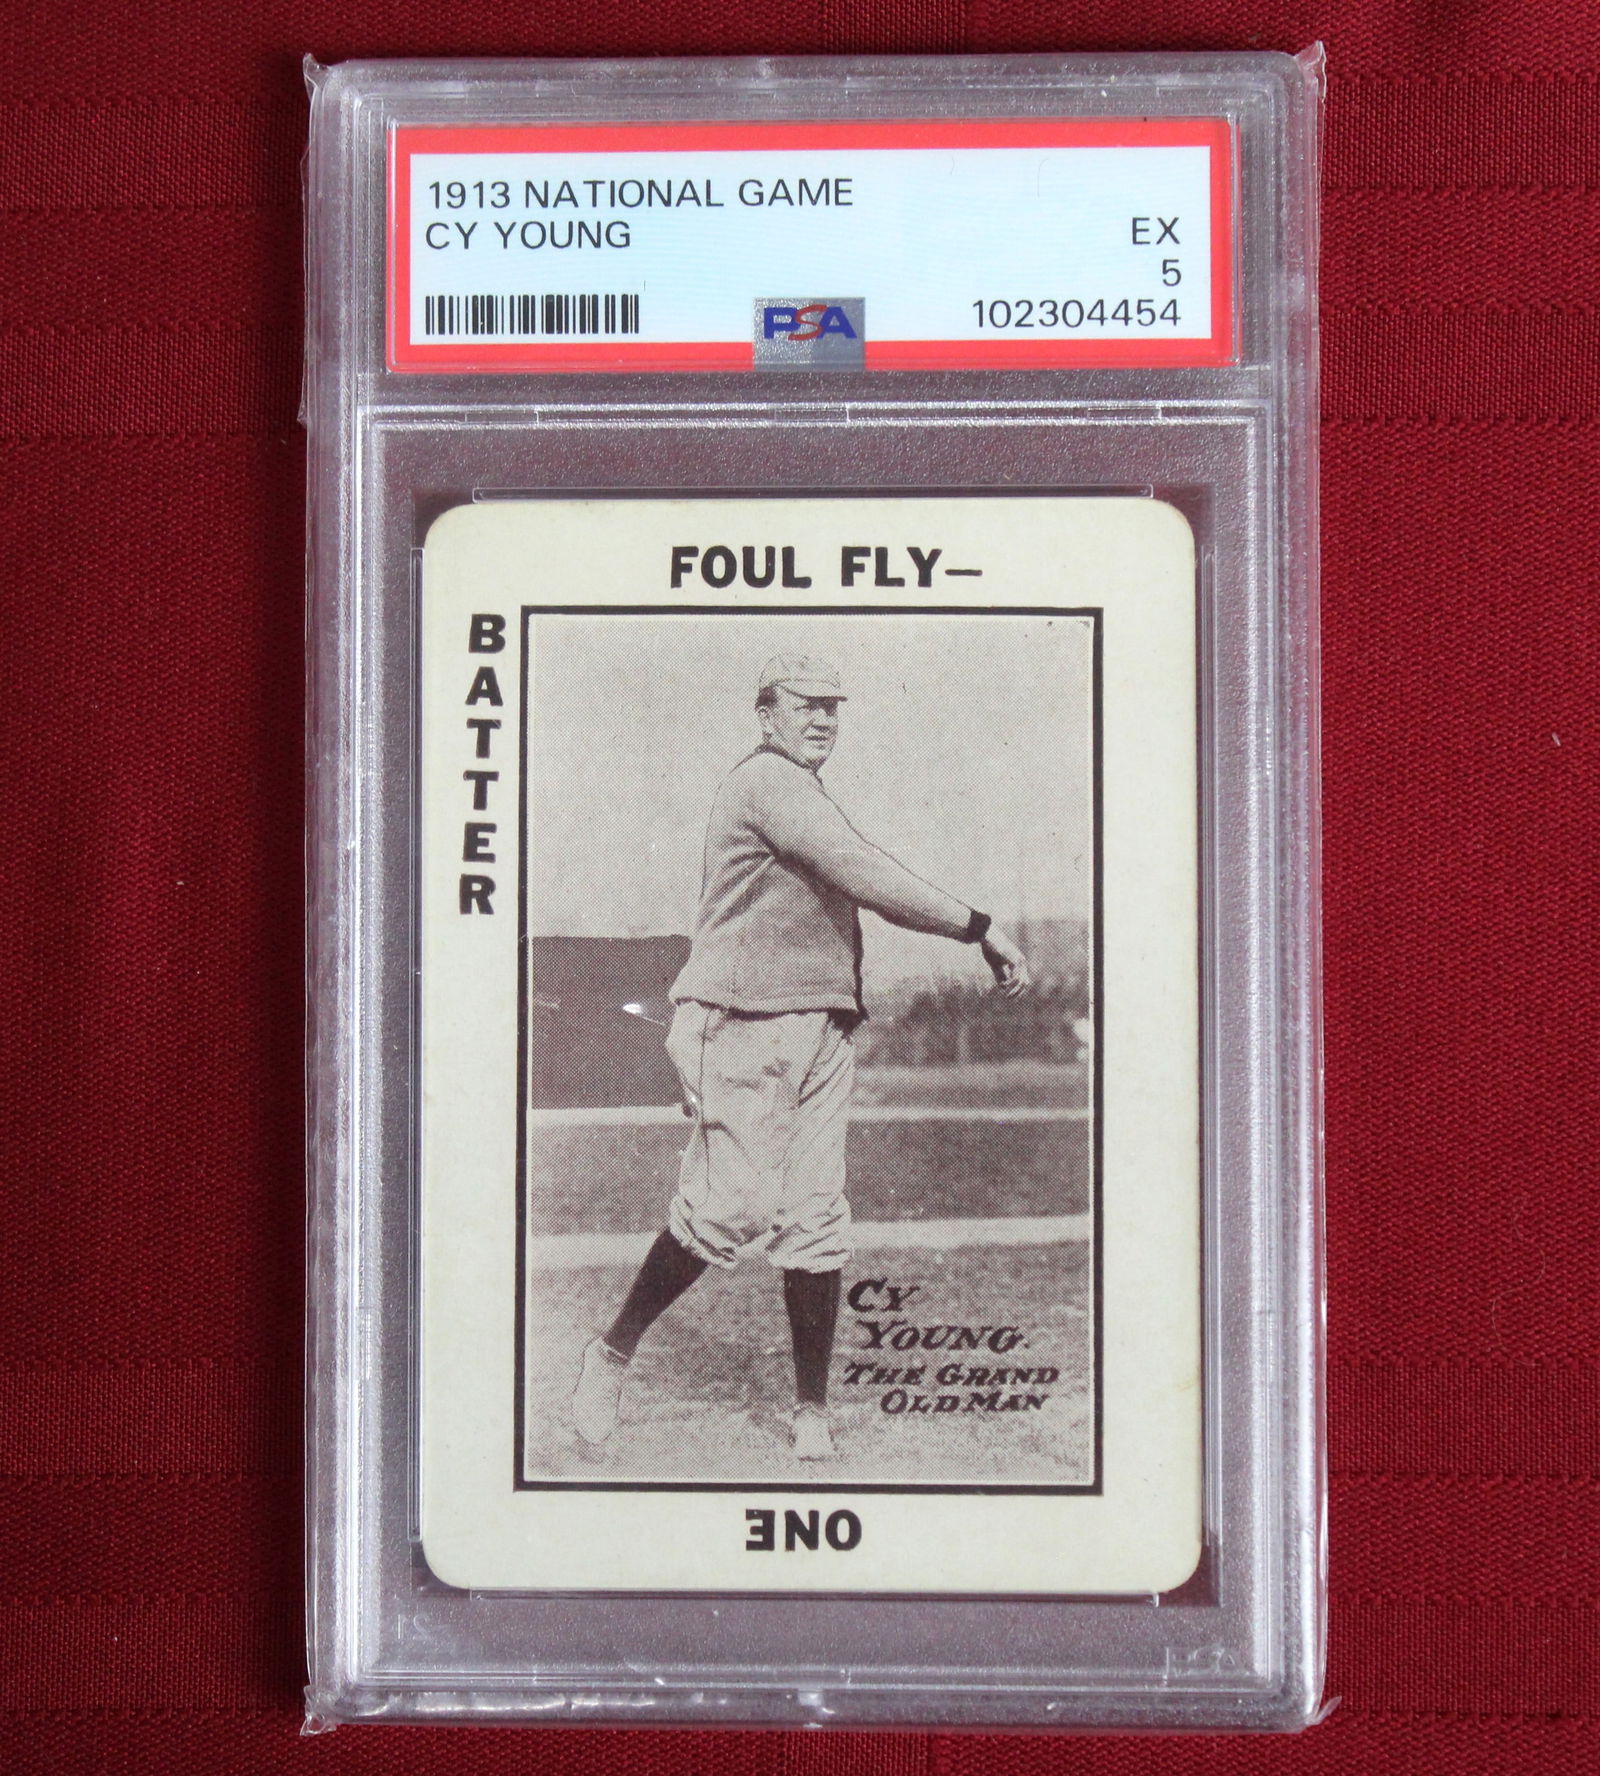 1913 NATIONAL GAME
CY YOUNG
EX
5
102304454
PSA
FOUL FLY—
BATTER
CY
YOUNG.
THE GRAND
OLD MAN
ONE
PSA